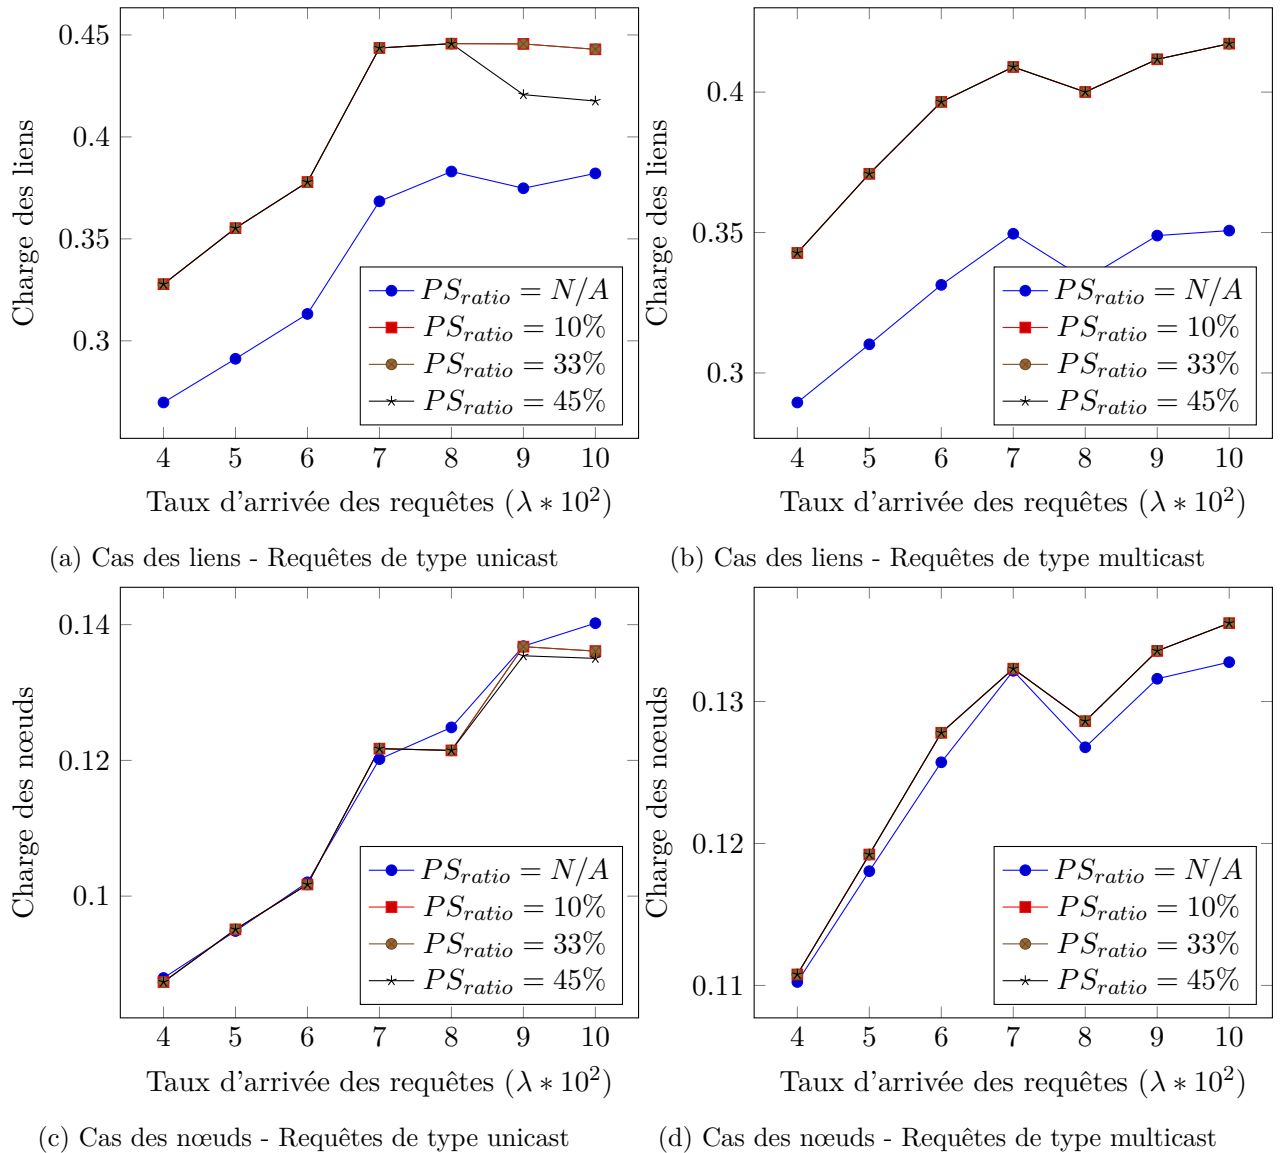 0.45
0.4
0.35
0.3
Charge des liens
4 5 6 7 8 9 10
Taux d'arrivée des requêtes (λ ∗ 10²)
PS_ratio = N/A
PS_ratio = 10%
PS_ratio = 33%
PS_ratio = 45%
(a) Cas des liens - Requêtes de type unicast
0.4
0.35
0.3
Charge des liens
4 5 6 7 8 9 10
Taux d'arrivée des requêtes (λ ∗ 10²)
PS_ratio = N/A
PS_ratio = 10%
PS_ratio = 33%
PS_ratio = 45%
(b) Cas des liens - Requêtes de type multicast
0.14
0.12
0.1
Charge des nœuds
4 5 6 7 8 9 10
Taux d'arrivée des requêtes (λ ∗ 10²)
PS_ratio = N/A
PS_ratio = 10%
PS_ratio = 33%
PS_ratio = 45%
(c) Cas des nœuds - Requêtes de type unicast
0.13
0.12
0.11
Charge des nœuds
4 5 6 7 8 9 10
Taux d'arrivée des requêtes (λ ∗ 10²)
PS_ratio = N/A
PS_ratio = 10%
PS_ratio = 33%
PS_ratio = 45%
(d) Cas des nœuds - Requêtes de type multicast